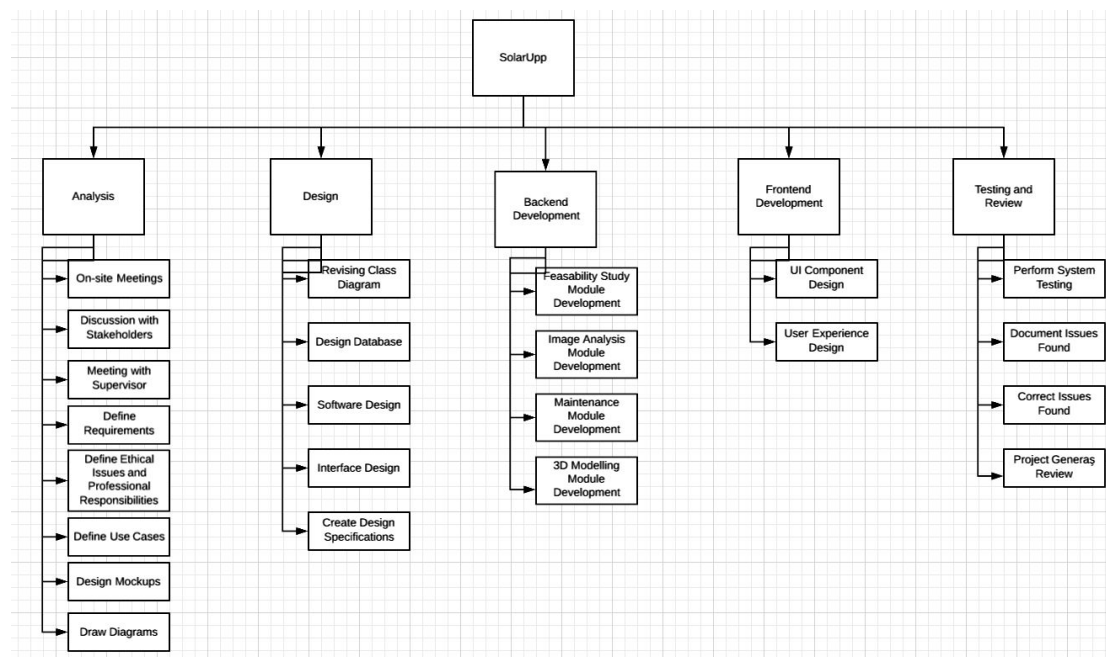 SolarUpp
Analysis
Design
Backend
Development
Frontend
Development
Testing and
Review
On-site Meetings
Discussion with
Stakeholders
Meeting with
Supervisor
Define
Requirements
Define Ethical
Issues and
Professional
Responsibilities
Define Use Cases
Design Mockups
Draw Diagrams
Revising Class
Diagram
Design Database
Software Design
Interface Design
Create Design
Specifications
Feasability Study
Module
Development
Image Analysis
Module
Development
Maintenance
Module
Development
3D Modelling
Module
Development
UI Component
Design
User Experience
Design
Perform System
Testing
Document Issues
Found
Correct Issues
Found
Project Generaş
Review